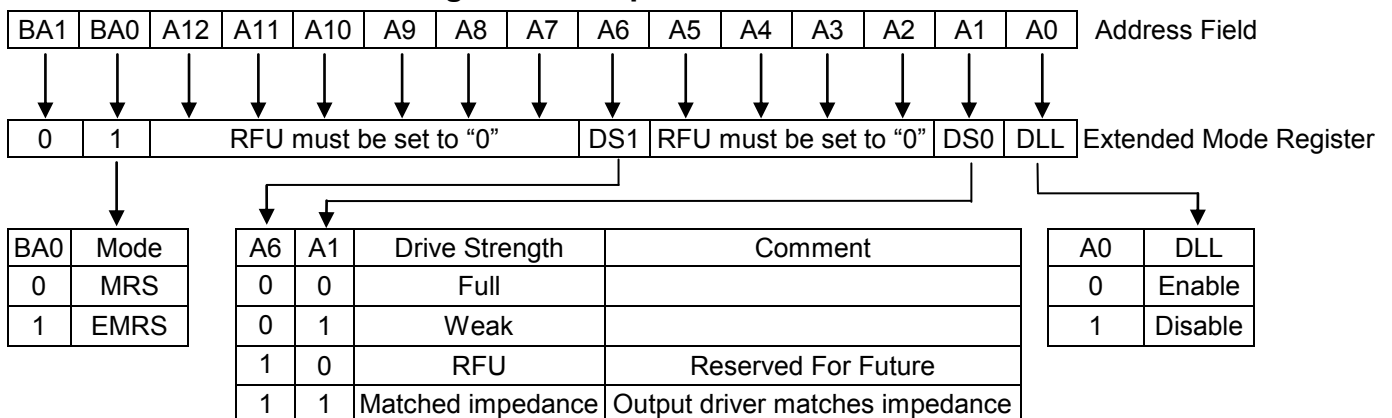 BA1 BA0 A12 A11 A10 A9 A8 A7 A6 A5 A4 A3 A2 A1 A0 Address Field
0 1 RFU must be set to “0” DS1 RFU must be set to “0” DS0 DLL Extended Mode Register
BA0 Mode
0 MRS
1 EMRS
A6 A1 Drive Strength Comment
0 0 Full
0 1 Weak
1 0 RFU Reserved For Future
1 1 Matched impedance Output driver matches impedance
A0 DLL
0 Enable
1 Disable